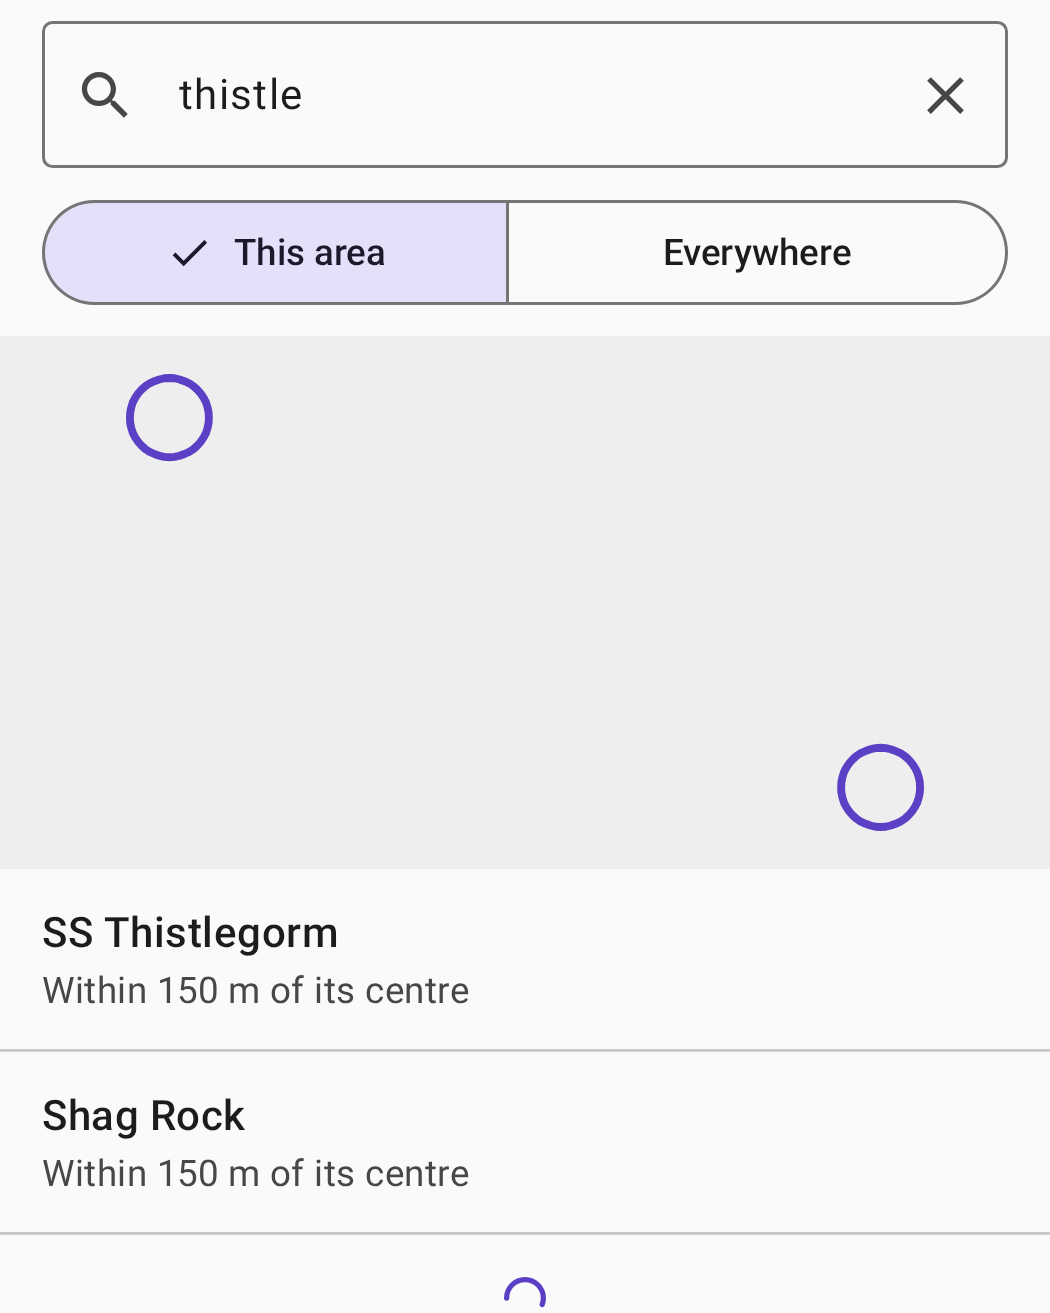 thistle
This area
Everywhere
SS Thistlegorm
Within 150 m of its centre
Shag Rock
Within 150 m of its centre